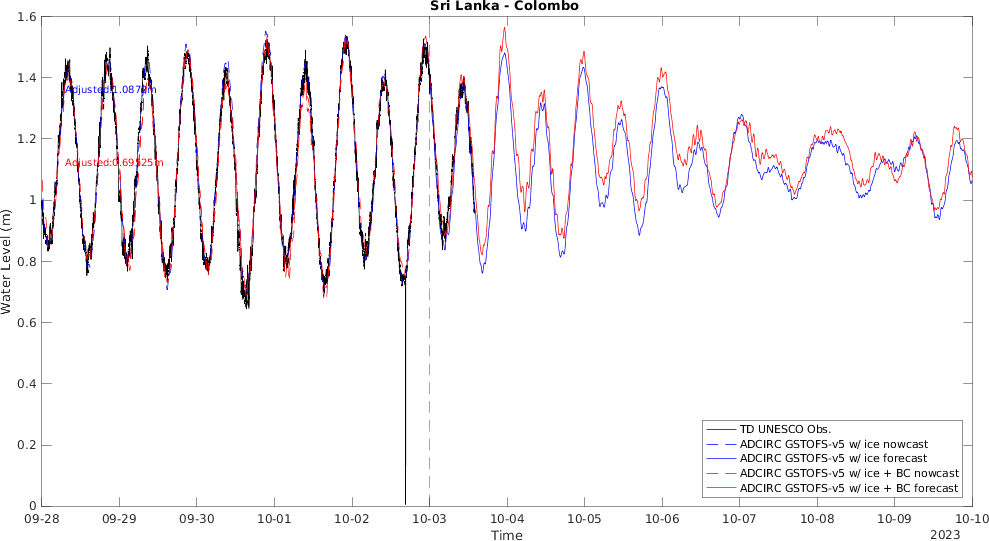 Sri Lanka - Colombo
1.6
1.4
1.2
1
0.8
0.6
0.4
0.2
0
Water Level (m)
Adjusted:0.69525m
TD UNESCO Obs.
ADCIRC GSTOFS-v5 w/ ice nowcast
ADCIRC GSTOFS-v5 w/ ice forecast
ADCIRC GSTOFS-v5 w/ ice + BC nowcast
ADCIRC GSTOFS-v5 w/ ice + BC forecast
09-28 09-29 09-30 10-01 10-02 10-03 10-04 10-05 10-06 10-07 10-08 10-09 10-10
Time
2023